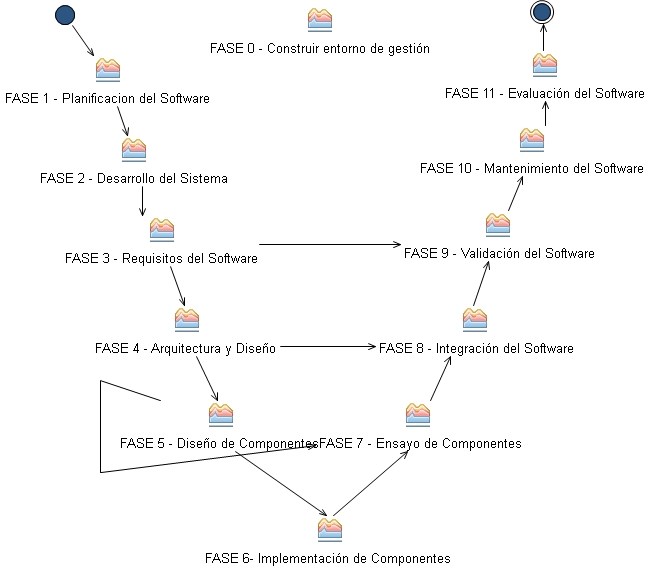 FASE 0 - Construir entorno de gestión
FASE 1 - Planificacion del Software
FASE 11 - Evaluación del Software
FASE 2 - Desarrollo del Sistema
FASE 10 - Mantenimiento del Software
FASE 3 - Requisitos del Software
FASE 9 - Validación del Software
FASE 4 - Arquitectura y Diseño
FASE 8 - Integración del Software
FASE 5 - Diseño de Componentes
FASE 7 - Ensayo de Componentes
FASE 6- Implementación de Componentes